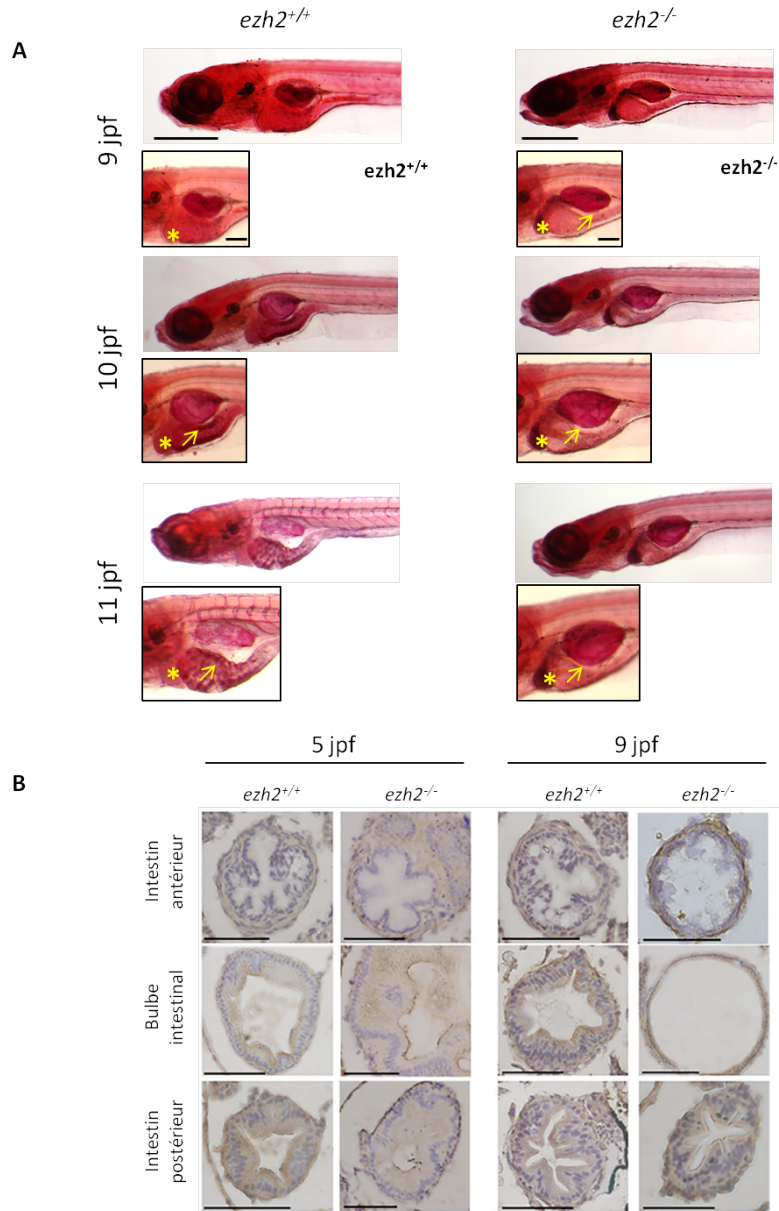 ezh2+/+ ezh2-/-
A
9 jpf
ezh2+/+ ezh2-/-
*
*
10 jpf
*
*
11 jpf
*
*
5 jpf 9 jpf
B
ezh2+/+ ezh2-/- ezh2+/+ ezh2-/-
Intestin
antérieur
Bulbe
intestinal
Intestin
postérieur